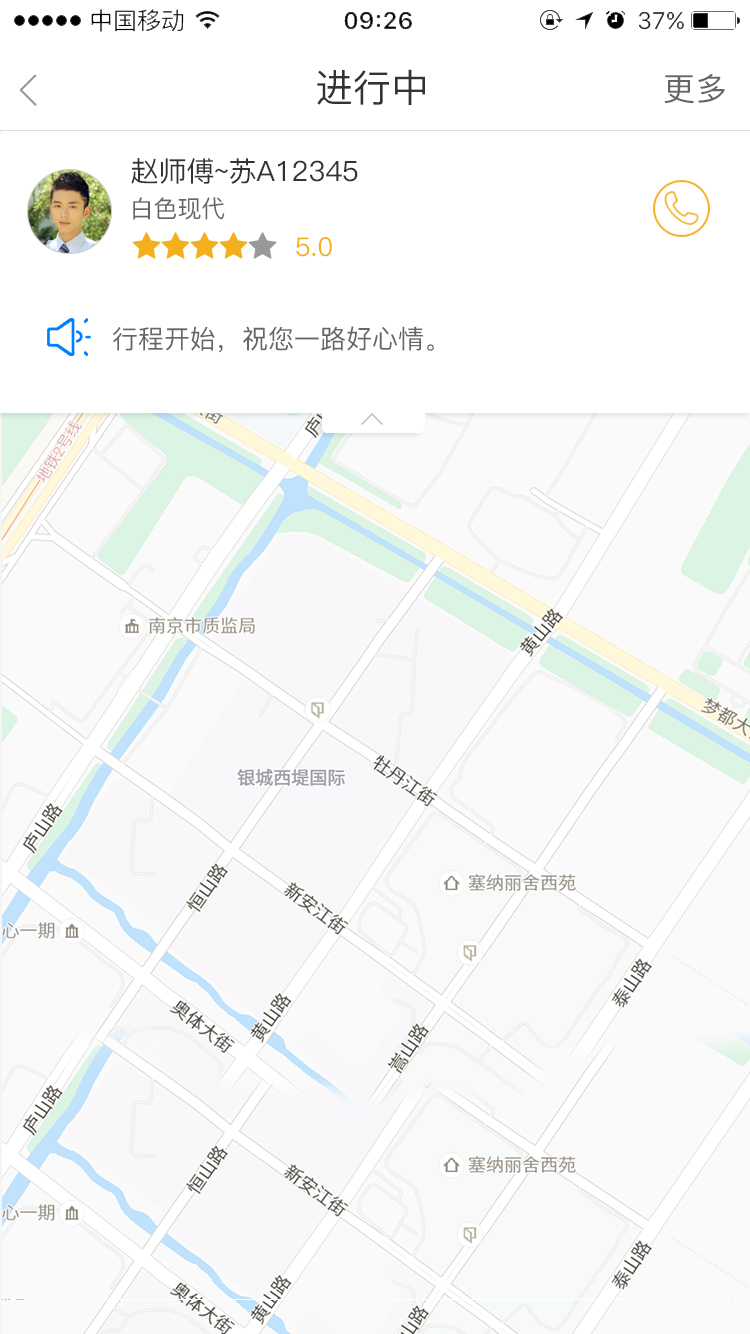 中国移动
09:26
37%
进行中
更多
赵师傅~苏A12345
白色现代
5.0
行程开始，祝您一路好心情。
地铁2号线
街
庐
南京市质监局
黄山路
梦都大
银城西堤国际
牡丹江街
庐山路
恒山路
塞纳丽舍西苑
新安江街
心一期
泰山路
奥体大街
黄山路
嵩山路
庐山路
恒山路
塞纳丽舍西苑
新安江街
心一期
泰山路
奥体大街
黄山路
山路